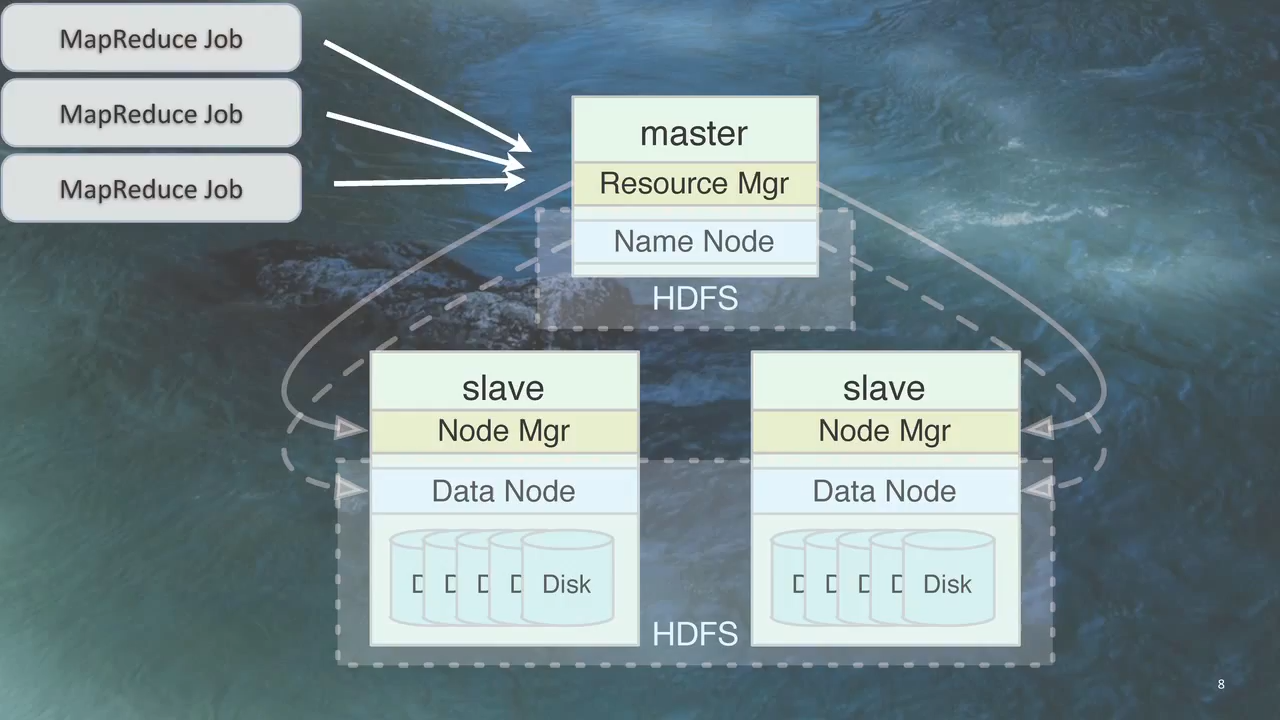 MapReduce Job
MapReduce Job
MapReduce Job
master
Resource Mgr
Name Node
HDFS
slave
Node Mgr
Data Node
D D D D Disk
slave
Node Mgr
Data Node
D D D D Disk
HDFS
8